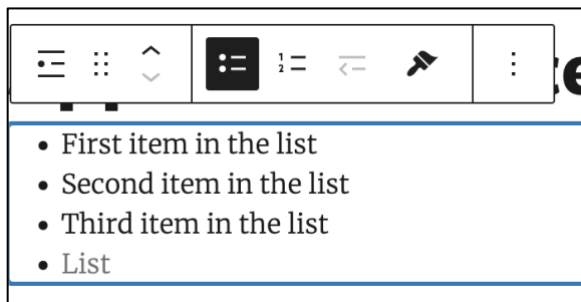 First item in the list
Second item in the list
Third item in the list
List